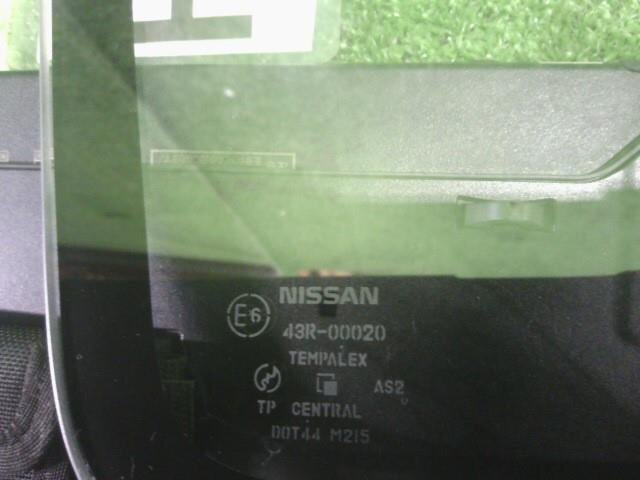 NISSAN
E6 43R-00020
TEMPALEX
AS2
TP CENTRAL
DOT44 M215